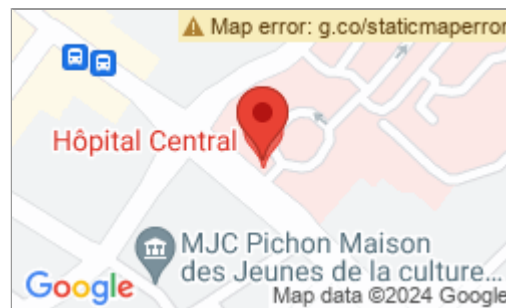 Map error: g.co/staticmaperror
Hôpital Central
MJC Pichon Maison
des Jeunes de la culture...
Google
Map data ©2024 Google